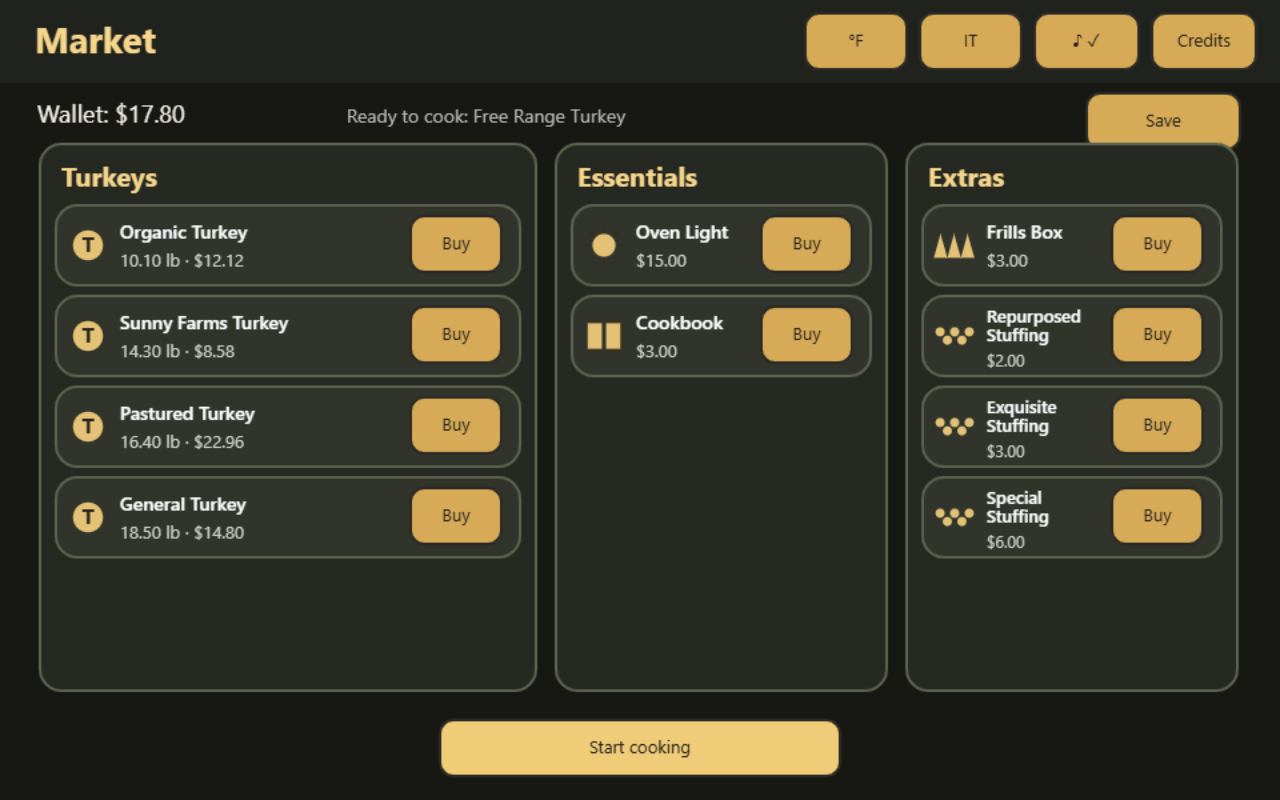 Market
°F
IT
♪ ✓
Credits
Wallet: $17.80
Ready to cook: Free Range Turkey
Save
Turkeys
T
Organic Turkey
10.10 lb · $12.12
Buy
T
Sunny Farms Turkey
14.30 lb · $8.58
Buy
T
Pastured Turkey
16.40 lb · $22.96
Buy
T
General Turkey
18.50 lb · $14.80
Buy
Essentials
Oven Light
$15.00
Buy
Cookbook
$3.00
Buy
Extras
Frills Box
$3.00
Buy
Repurposed
Stuffing
$2.00
Buy
Exquisite
Stuffing
$3.00
Buy
Special
Stuffing
$6.00
Buy
Start cooking